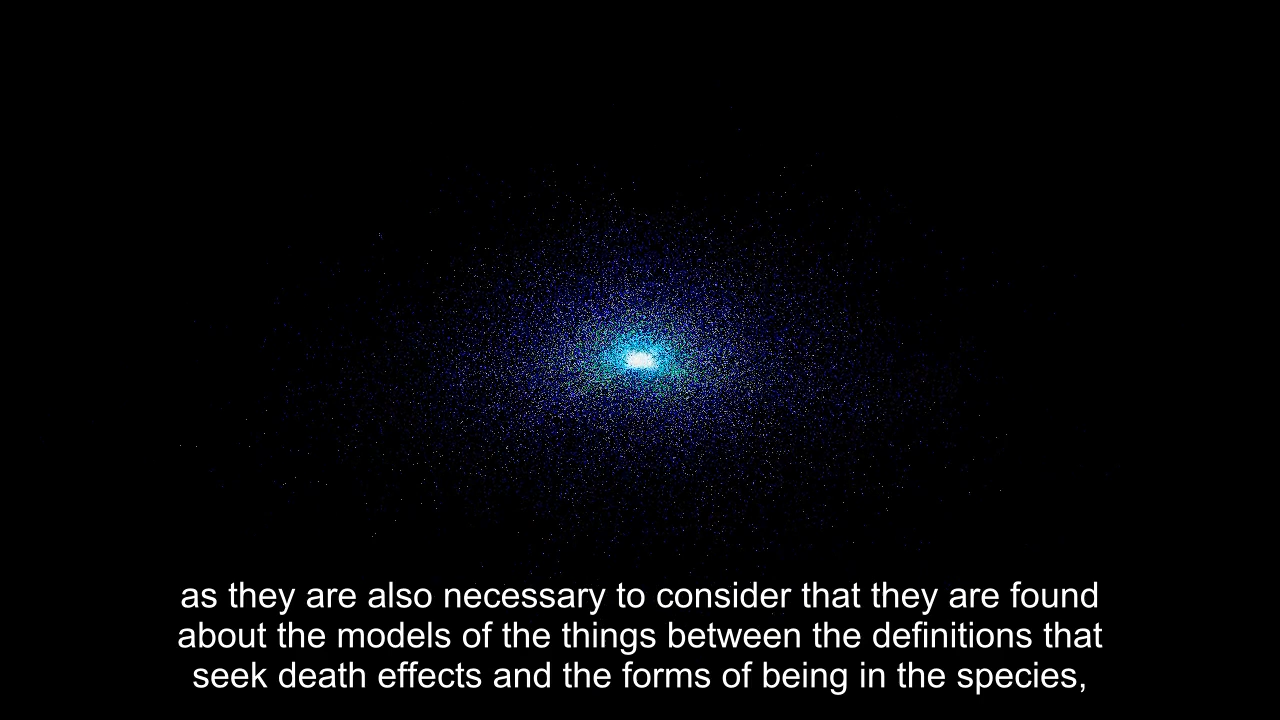 as they are also necessary to consider that they are found
about the models of the things between the definitions that
seek death effects and the forms of being in the species,